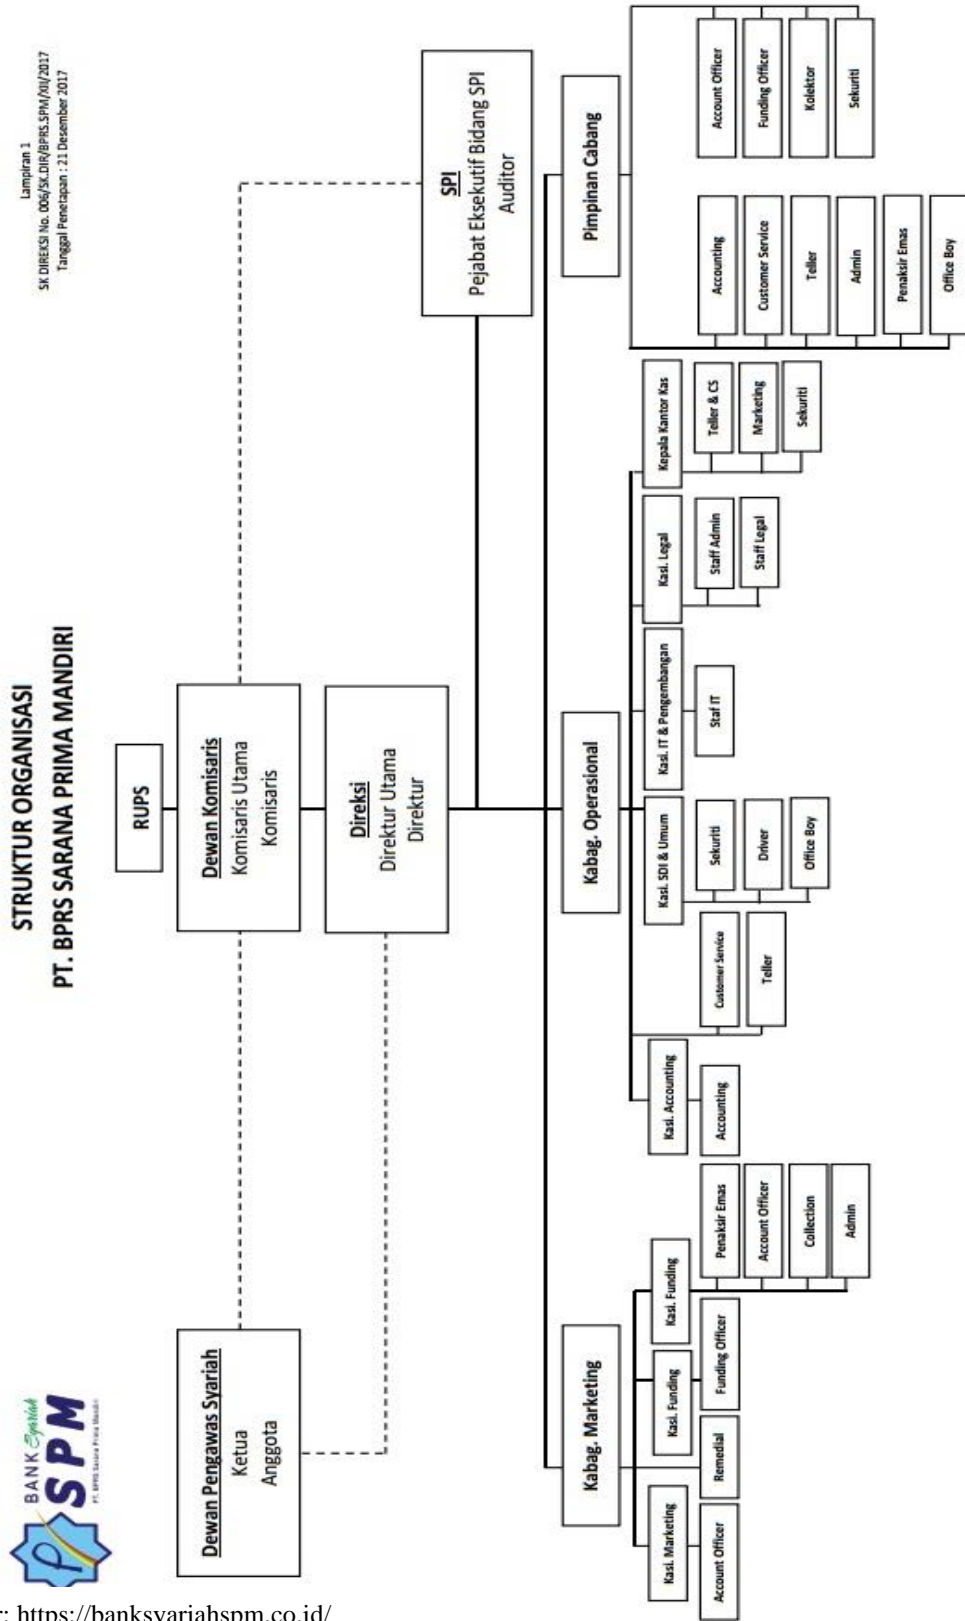 BANK Syariah
SPM
PT. BPRS Sarana Prima Mandiri
STRUKTUR ORGANISASI
PT. BPRS SARANA PRIMA MANDIRI
Lampiran 1
SK DIREKSI No. 006/SK.DIR/BPRS.SPM/XII/2017
Tanggal Penetapan : 21 Desember 2017
RUPS
Dewan Pengawas Syariah
Ketua
Anggota
Dewan Komisaris
Komisaris Utama
Komisaris
Direksi
Direktur Utama
Direktur
SPI
Pejabat Eksekutif Bidang SPI
Auditor
Kabag. Marketing
Kabag. Operasional
Pimpinan Cabang
Kasi. Marketing
Account Officer
Remedial
Kasi. Funding
Funding Officer
Kasi. Funding
Penaksir Emas
Account Officer
Collection
Admin
Kasi. Accounting
Accounting
Customer Service
Teller
Kasi. SDI & Umum
Sekuriti
Driver
Office Boy
Kasi. IT & Pengembangan
Staf IT
Kasi. Legal
Staff Admin
Staff Legal
Kepala Kantor Kas
Teller & CS
Marketing
Sekuriti
Accounting
Customer Service
Teller
Admin
Penaksir Emas
Office Boy
Account Officer
Funding Officer
Kolektor
Sekuriti
: https://banksyariahspm.co.id/